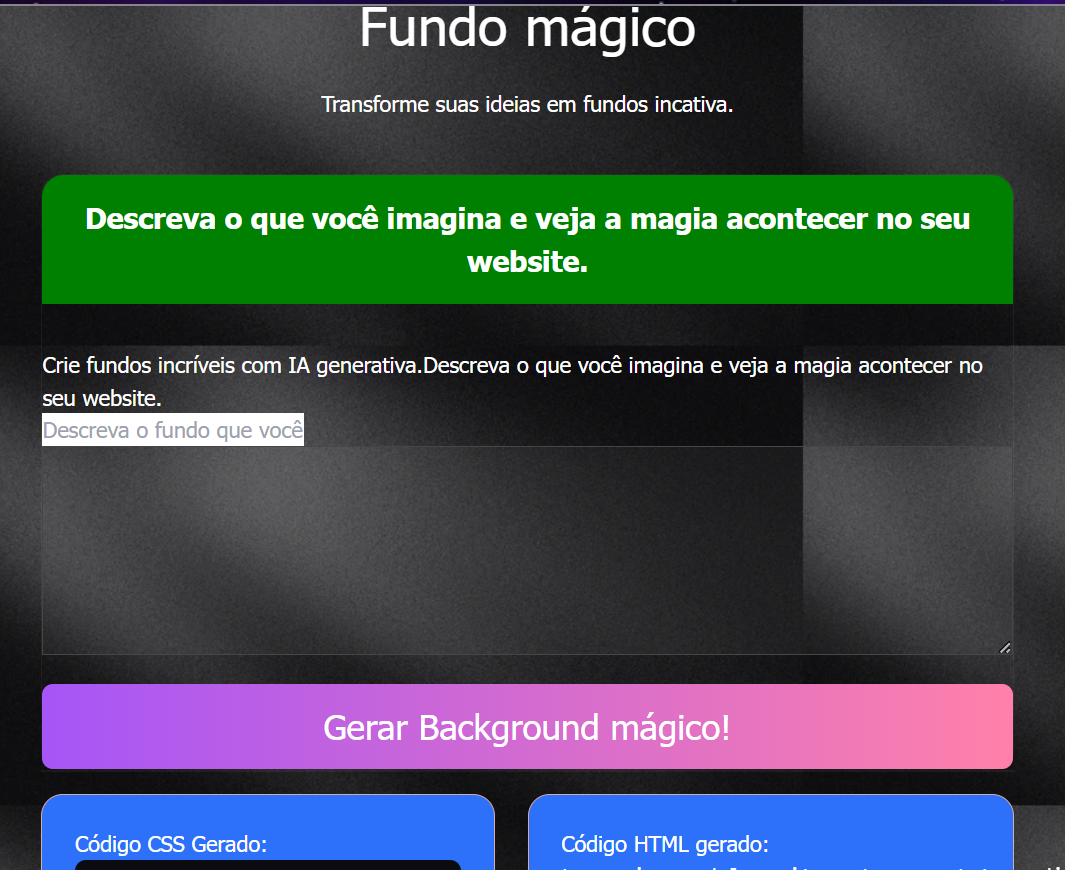 Fundo mágico
Transforme suas ideias em fundos incativa.
Descreva o que você imagina e veja a magia acontecer no seu
website.
Crie fundos incríveis com IA generativa.Descreva o que você imagina e veja a magia acontecer no
seu website.
Descreva o fundo que você
Gerar Background mágico!
Código CSS Gerado:
Código HTML gerado: